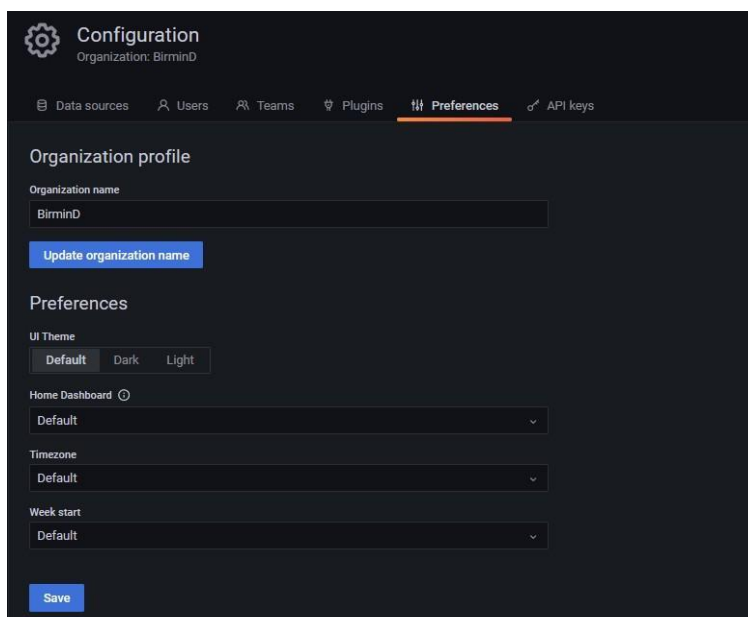 Configuration
Organization: BirminD
Data sources Users Teams Plugins Preferences API keys
Organization profile
Organization name
BirminD
Update organization name
Preferences
UI Theme
Default Dark Light
Home Dashboard
Default
Timezone
Default
Week start
Default
Save